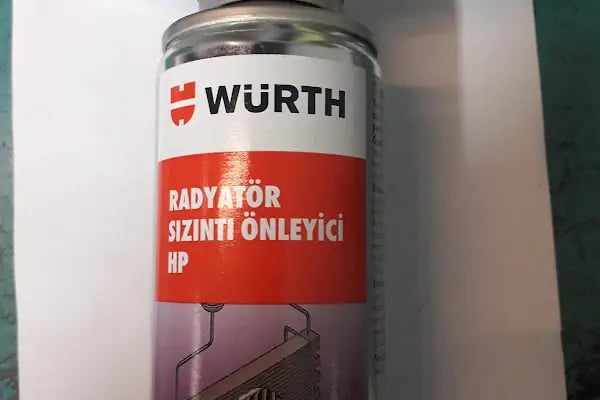 WÜRTH
RADYATÖR
SIZINTI ÖNLEYİCİ
HP